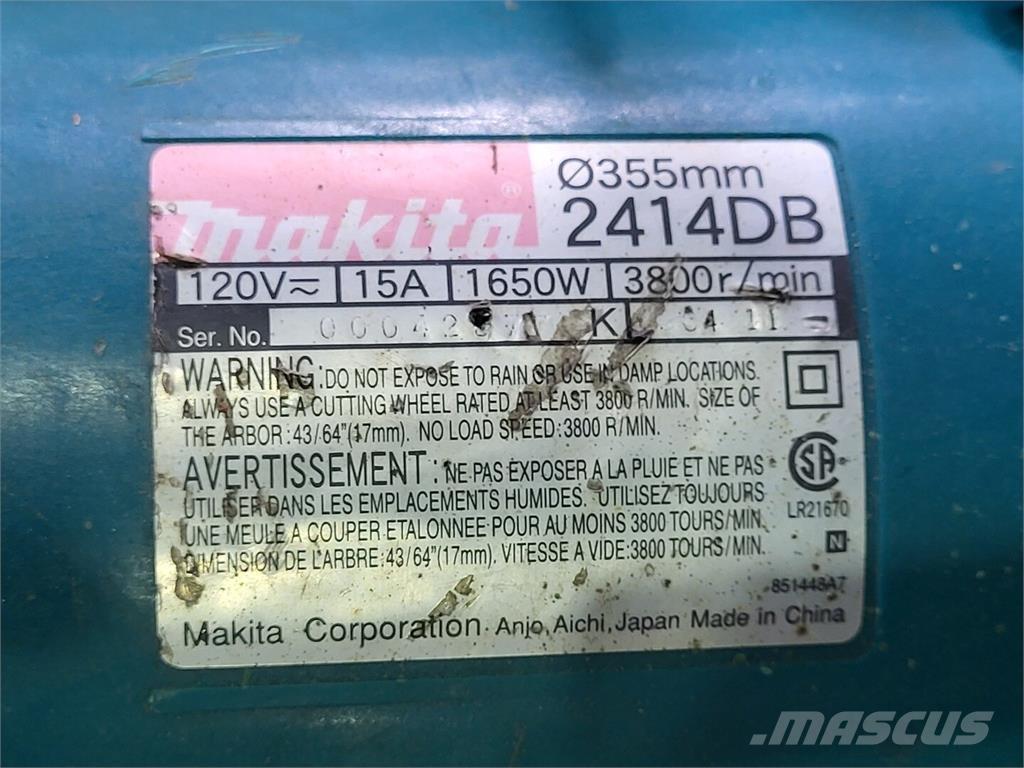 makita ® Ø355mm
2414DB
120V⎓~ 15A 1650W 3800r/min
Ser. No. K 04 11
WARNING: DO NOT EXPOSE TO RAIN OR USE IN DAMP LOCATIONS.
ALWAYS USE A CUTTING WHEEL RATED AT LEAST 3800 R/MIN. SIZE OF
THE ARBOR: 43/64"(17mm). NO LOAD SPEED: 3800 R/MIN.
AVERTISSEMENT: NE PAS EXPOSER A LA PLUIE ET NE PAS
UTILISER DANS LES EMPLACEMENTS HUMIDES. UTILISEZ TOUJOURS
UNE MEULE A COUPER ETALONNEE POUR AU MOINS 3800 TOURS/MIN.
DIMENSION DE L'ARBRE: 43/64"(17mm). VITESSE A VIDE: 3800 TOURS/MIN.
SA
LR21670
N
851448A7
Makita Corporation Anjo, Aichi, Japan Made in China
MASCUS